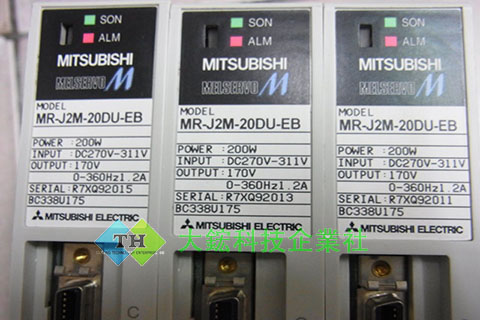 SON
ALM
MITSUBISHI
MELSERVO M
MODEL
MR-J2M-20DU-EB
POWER : 200W
INPUT : DC270V-311V
OUTPUT: 170V
0-360Hz1.2A
SERIAL: R7XQ92015
BC338U175
MITSUBISHI ELECTRIC
SON
ALM
MITSUBISHI
MELSERVO M
MODEL
MR-J2M-20DU-EB
POWER : 200W
INPUT : DC270V-311V
OUTPUT: 170V
0-360Hz1.2A
SERIAL: R7XQ92013
BC338U175
MITSUBISHI ELECTRIC
SON
ALM
MITSUBISHI
MELSERVO M
MODEL
MR-J2M-20DU-EB
POWER : 200W
INPUT : DC270V-311V
OUTPUT: 170V
0-360Hz1.2A
SERIAL: R7XQ92011
BC338U175
MITSUBISHI ELECTRIC
TH
大鉱科技企業社
C
C